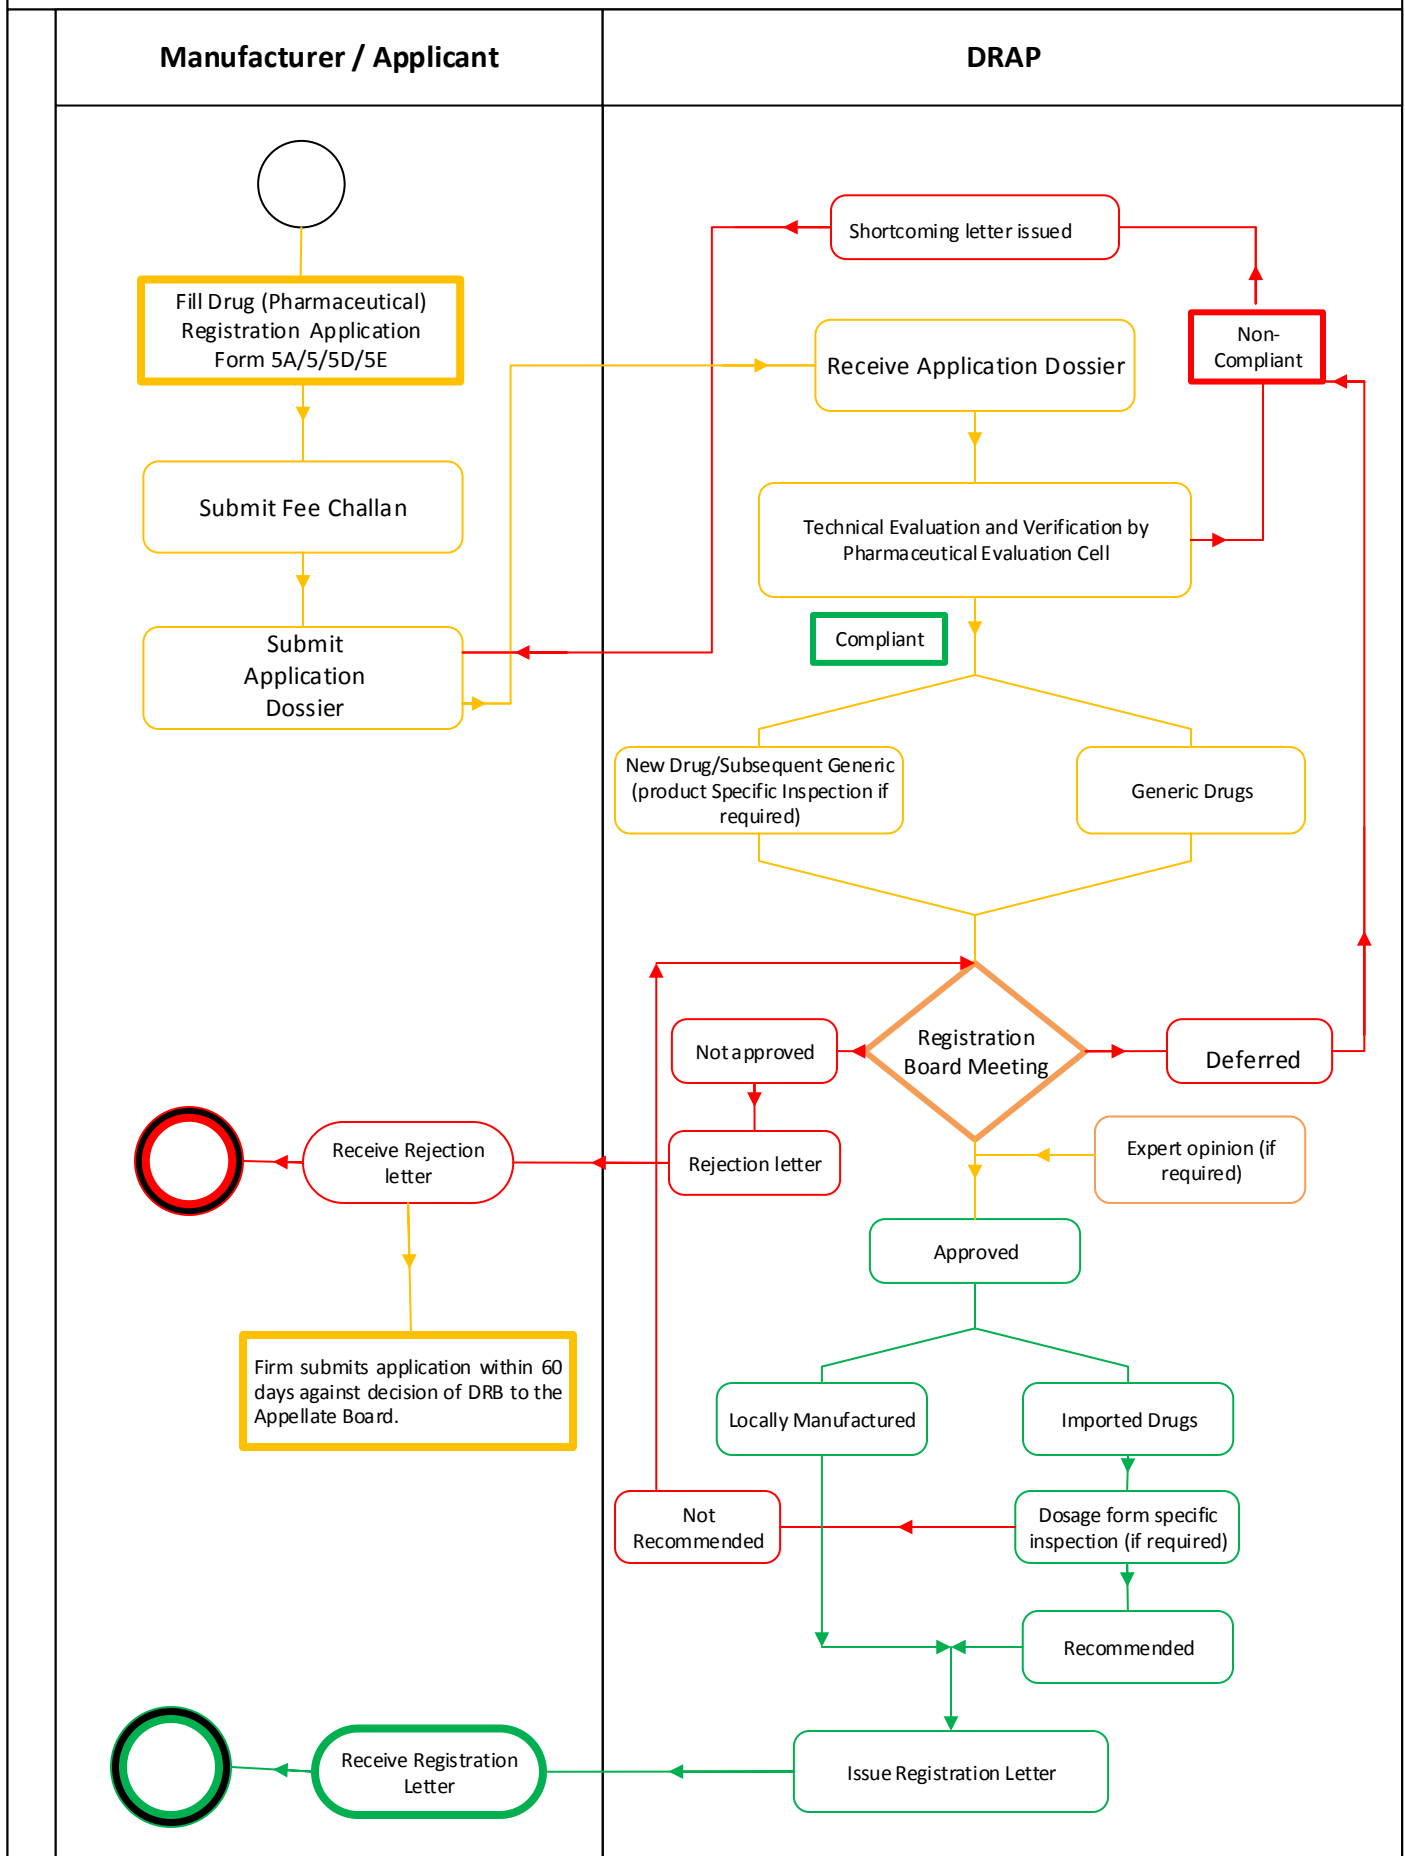 Manufacturer / Applicant
DRAP
Shortcoming letter issued
Fill Drug (Pharmaceutical)
Registration Application
Form 5A/5/5D/5E
Non-
Compliant
Receive Application Dossier
Submit Fee Challan
Technical Evaluation and Verification by
Pharmaceutical Evaluation Cell
Compliant
Submit
Application
Dossier
New Drug/Subsequent Generic
(product Specific Inspection if
required)
Generic Drugs
Registration
Board Meeting
Not approved
Deferred
Receive Rejection
letter
Rejection letter
Expert opinion (if
required)
Approved
Firm submits application within 60
days against decision of DRB to the
Appellate Board.
Locally Manufactured
Imported Drugs
Not
Recommended
Dosage form specific
inspection (if required)
Recommended
Receive Registration
Letter
Issue Registration Letter